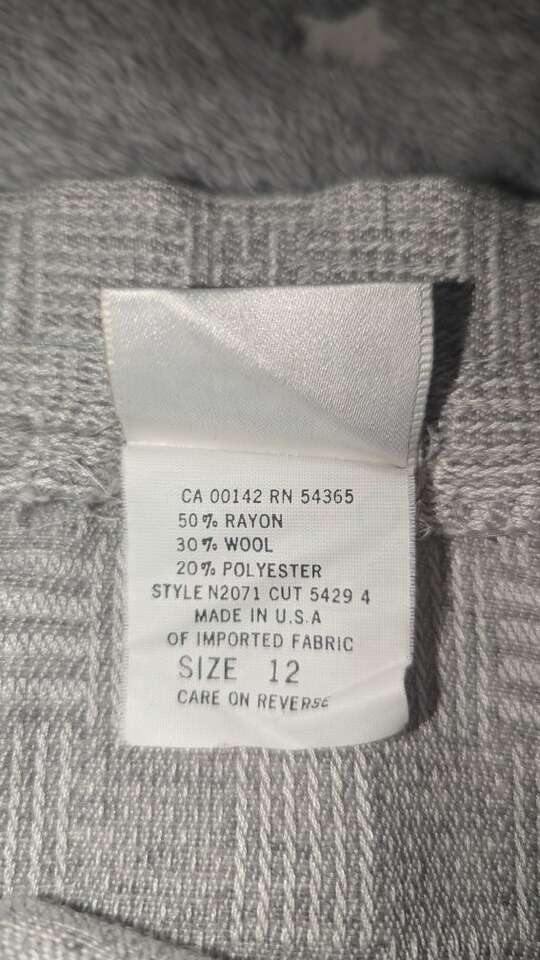 CA 00142 RN 54365
50% RAYON
30% WOOL
20% POLYESTER
STYLE N2071 CUT 5429 4
MADE IN U.S.A
OF IMPORTED FABRIC
SIZE 12
CARE ON REVERSE